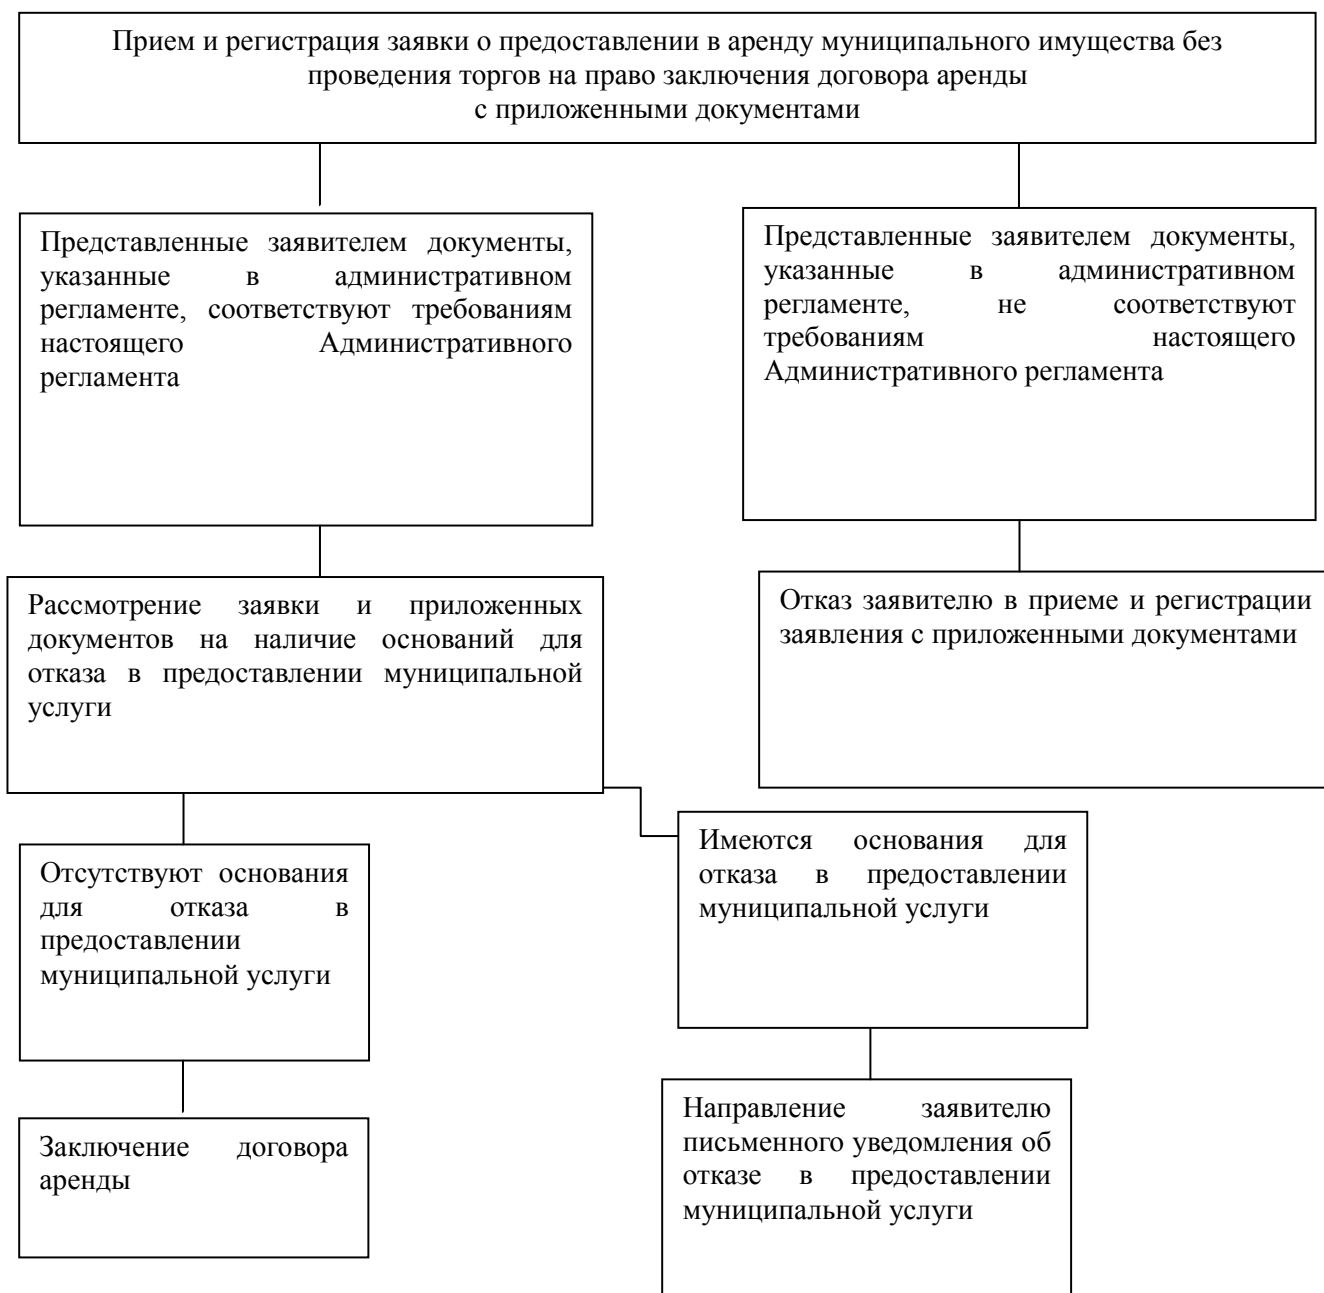 Прием и регистрация заявки о предоставлении в аренду муниципального имущества без
проведения торгов на право заключения договора аренды
с приложенными документами
Представленные заявителем документы,
указанные в административном
регламенте, соответствуют требованиям
настоящего Административного
регламента
Представленные заявителем документы,
указанные в административном
регламенте, не соответствуют
требованиям настоящего
Административного регламента
Рассмотрение заявки и приложенных
документов на наличие оснований для
отказа в предоставлении муниципальной
услуги
Отказ заявителю в приеме и регистрации
заявления с приложенными документами
Отсутствуют основания
для отказа в
предоставлении
муниципальной услуги
Имеются основания для
отказа в предоставлении
муниципальной услуги
Заключение договора
аренды
Направление заявителю
письменного уведомления об
отказе в предоставлении
муниципальной услуги